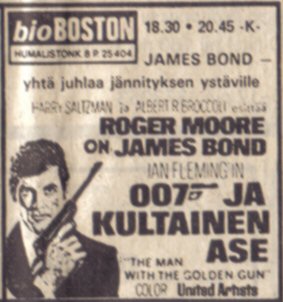 bioBOSTON
HUMALISTONK 8 P. 25404
18.30 • 20.45 -K-
JAMES BOND –
yhtä juhlaa jännityksen ystäville
HARRY SALTZMAN ja ALBERT R. BROCCOLI esittää
ROGER MOORE
ON JAMES BOND
IAN FLEMING'IN
007 JA
KULTAINEN
ASE
"THE MAN
WITH THE GOLDEN GUN"
COLOR United Artists